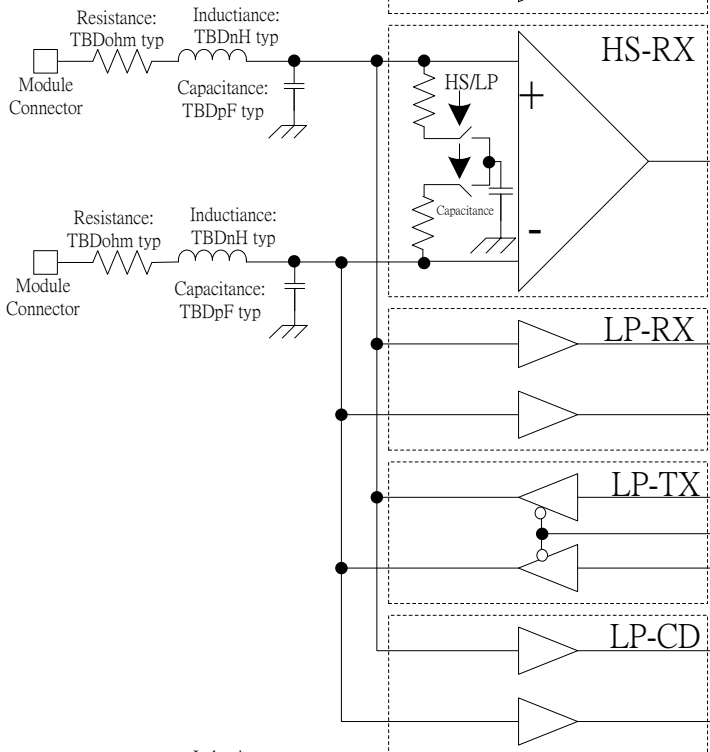 Resistance:
TBDohm typ
Inductiance:
TBDnH typ
HS-RX
Module
Connector
Capacitance:
TBDpF typ
HS/LP
+
Capacitance
-
Resistance:
TBDohm typ
Inductiance:
TBDnH typ
Module
Connector
Capacitance:
TBDpF typ
LP-RX
LP-TX
LP-CD